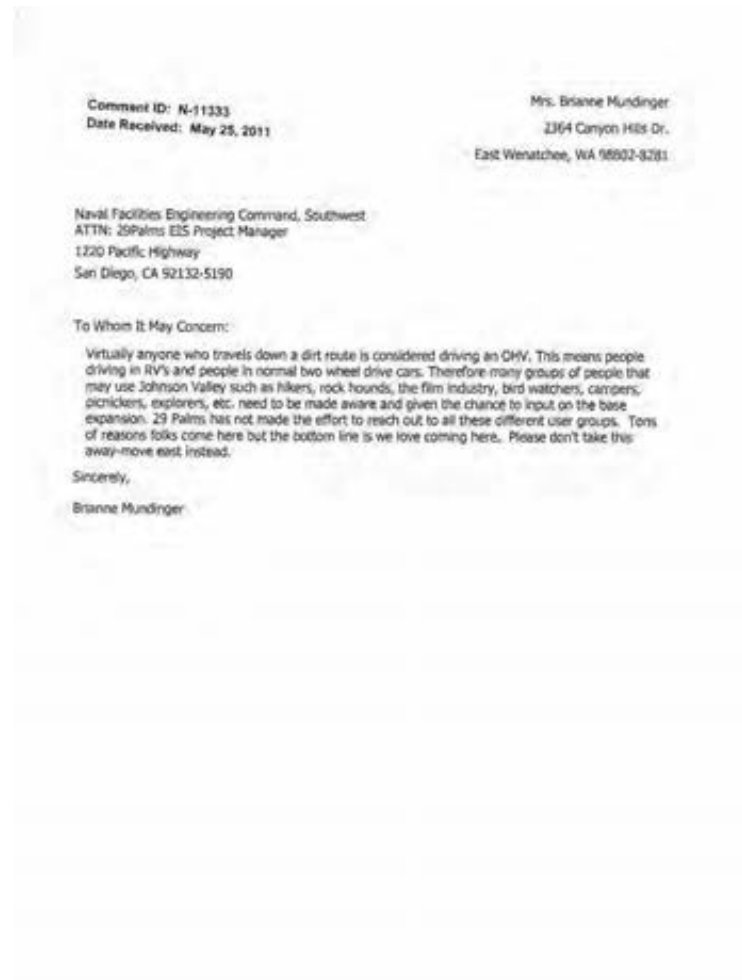 Comment ID: N-11333
Date Received: May 25, 2011
Mrs. Brianne Mundinger
2364 Canyon Hills Dr.
East Wenatchee, WA 98802-8281
Naval Facilities Engineering Command, Southwest
ATTN: 29Palms EIS Project Manager
1220 Pacific Highway
San Diego, CA 92132-5190
To Whom It May Concern:
Virtually anyone who travels down a dirt route is considered driving an OHV. This means people
driving in RV's and people in normal two wheel drive cars. Therefore many groups of people that
may use Johnson Valley such as hikers, rock hounds, the film industry, bird watchers, campers,
picnickers, explorers, etc. need to be made aware and given the chance to input on the base
expansion. 29 Palms has not made the effort to reach out to all these different user groups. Tons
of reasons folks come here but the bottom line is we love coming here. Please don't take this
away-move east instead.
Sincerely,
Brianne Mundinger